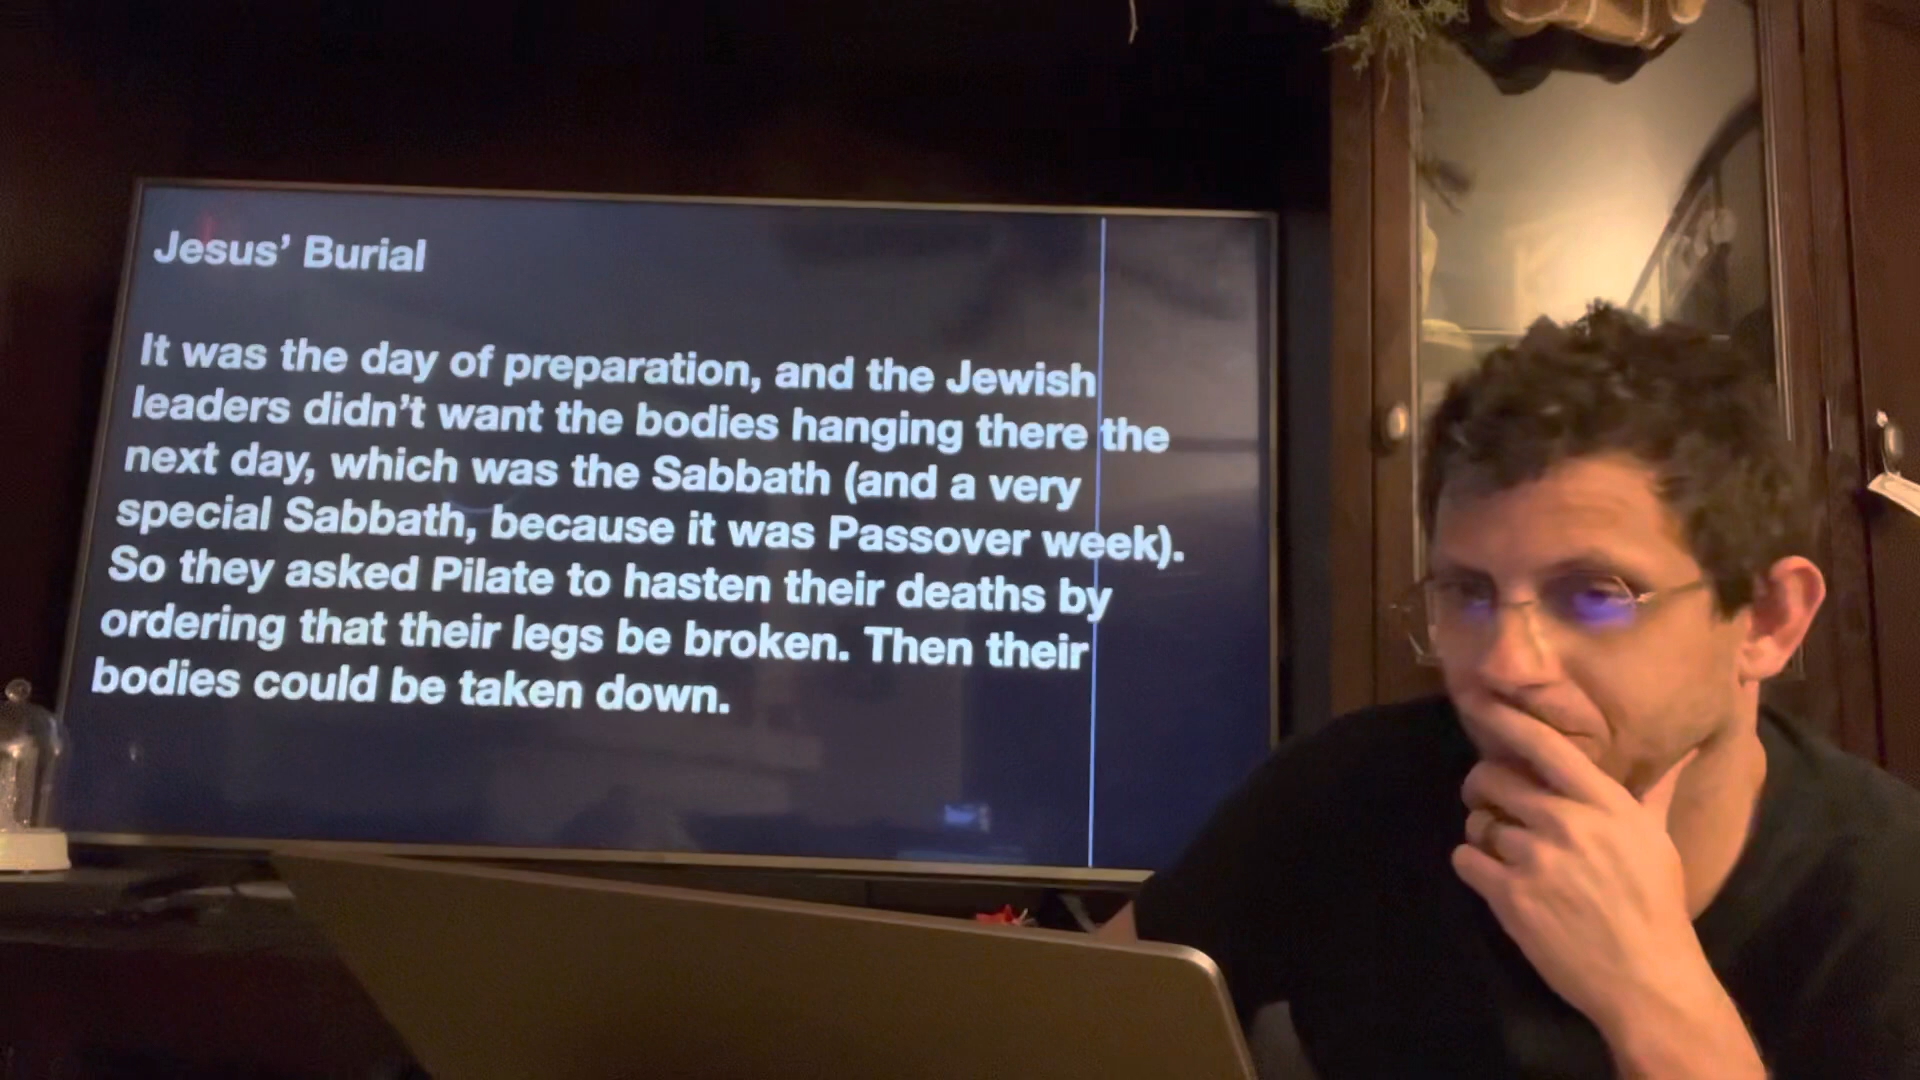 Jesus’ Burial
It was the day of preparation, and the Jewish
leaders didn’t want the bodies hanging there the
next day, which was the Sabbath (and a very
special Sabbath, because it was Passover week).
So they asked Pilate to hasten their deaths by
ordering that their legs be broken. Then their
bodies could be taken down.